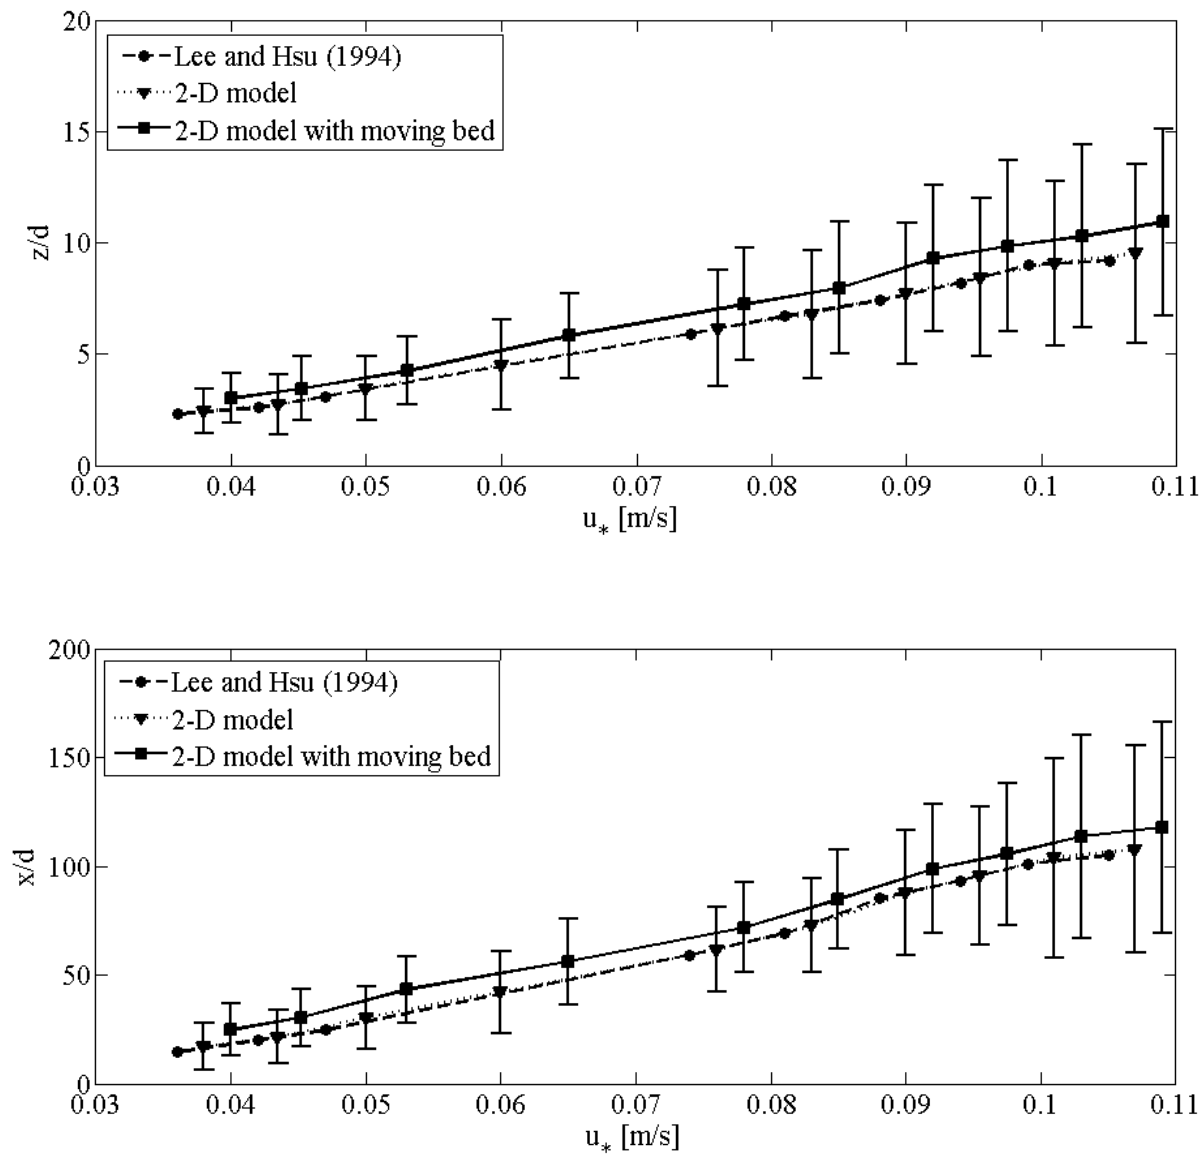 20
15
10
5
0
z/d
Lee and Hsu (1994)
2-D model
2-D model with moving bed
0.03 0.04 0.05 0.06 0.07 0.08 0.09 0.1 0.11
u* [m/s]
200
150
100
50
0
x/d
Lee and Hsu (1994)
2-D model
2-D model with moving bed
0.03 0.04 0.05 0.06 0.07 0.08 0.09 0.1 0.11
u* [m/s]